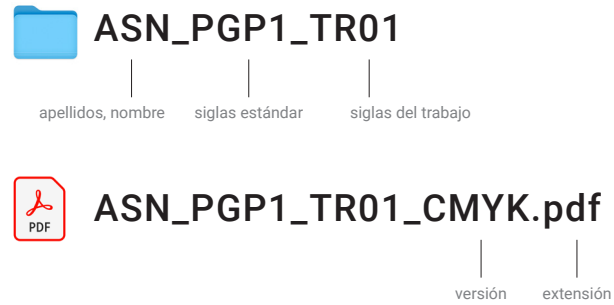 ASN_PGP1_TR01
apellidos, nombre siglas estándar siglas del trabajo
PDF ASN_PGP1_TR01_CMYK.pdf
versión extensión